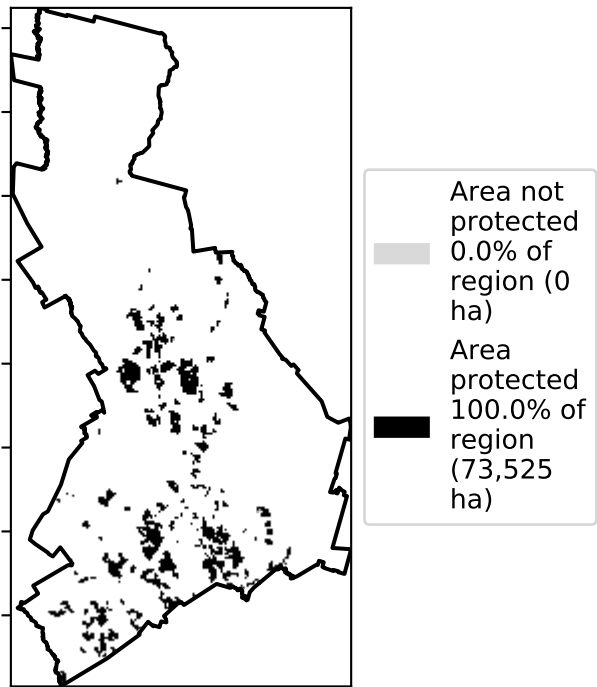 Area not
protected
0.0% of
region (0
ha)
Area
protected
100.0% of
region
(73,525
ha)